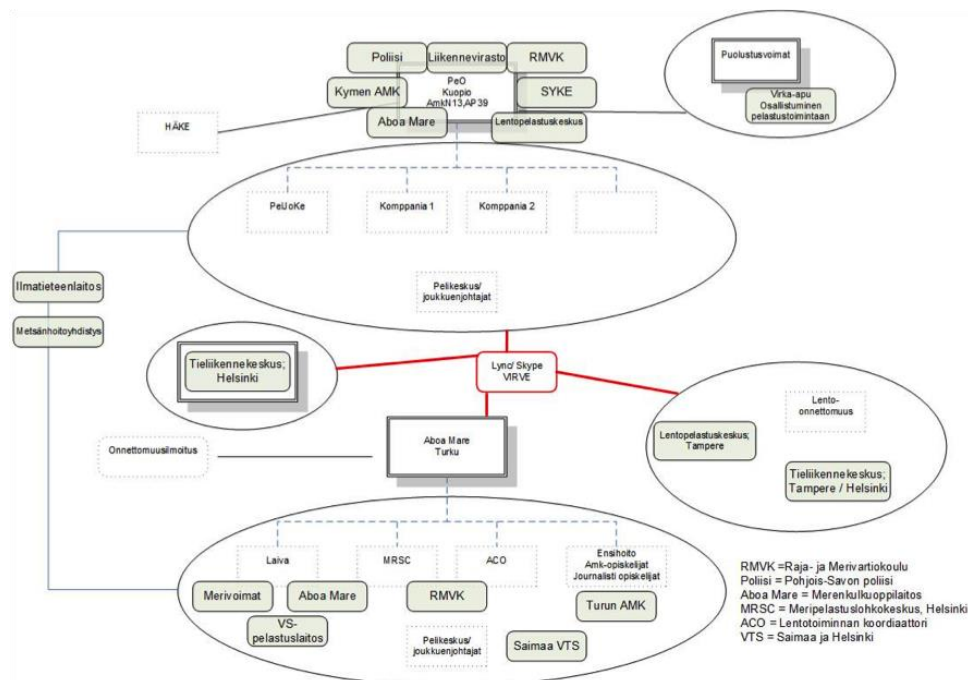 Poliisi
Liikennevirasto
RMVK
Kymen AMK
PeO
Kuopio
AmkN13,AP39
SYKE
Aboa Mare
Lentopelastuskeskus
Puolustusvoimat
Virka-apu
Osallistuminen
pelastustoimintaan
HÄKE
PelJoKe
Komppania 1
Komppania 2
Pelikeskus/
joukkuenjohtajat
Ilmatieteenlaitos
Metsänhoitoyhdistys
Tieliikennekeskus;
Helsinki
Lync/ Skype
VIRVE
Lento-
onnettomuus
Lentopelastuskeskus;
Tampere
Tieliikennekeskus;
Tampere / Helsinki
Onnettomuusilmoitus
Aboa Mare
Turku
Laiva
MRSC
ACO
Ensihoito
Amk-opiskelijat
Journalisti opiskelijat
Merivoimat
Aboa Mare
RMVK
Turun AMK
VS-
pelastuslaitos
Pelikeskus/
joukkuenjohtajat
Saimaa VTS
RMVK =Raja- ja Merivartiokoulu
Poliisi = Pohjois-Savon poliisi
Aboa Mare = Merenkulkuoppilaitos
MRSC = Meripelastuslohkokeskus, Helsinki
ACO = Lentotoiminnan koordiaattori
VTS = Saimaa ja Helsinki